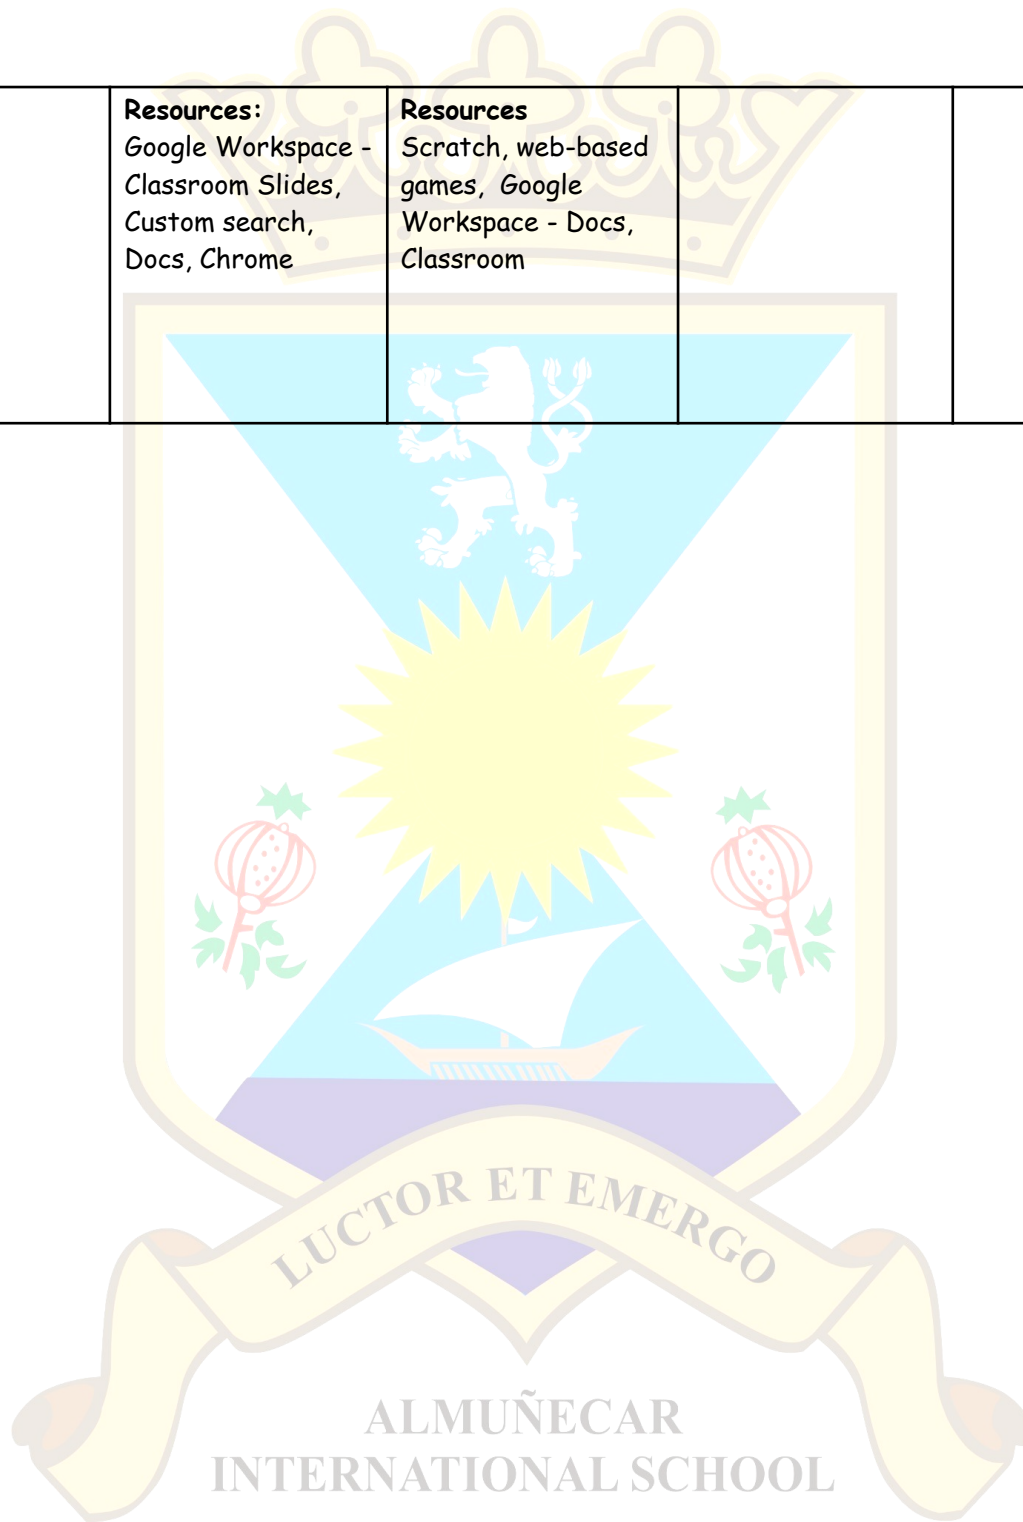 Resources:
Google Workspace -
Classroom Slides,
Custom search,
Docs, Chrome
Resources
Scratch, web-based
games,  Google
Workspace - Docs,
Classroom
LUCTOR ET EMERGO
ALMUÑECAR
INTERNATIONAL SCHOOL